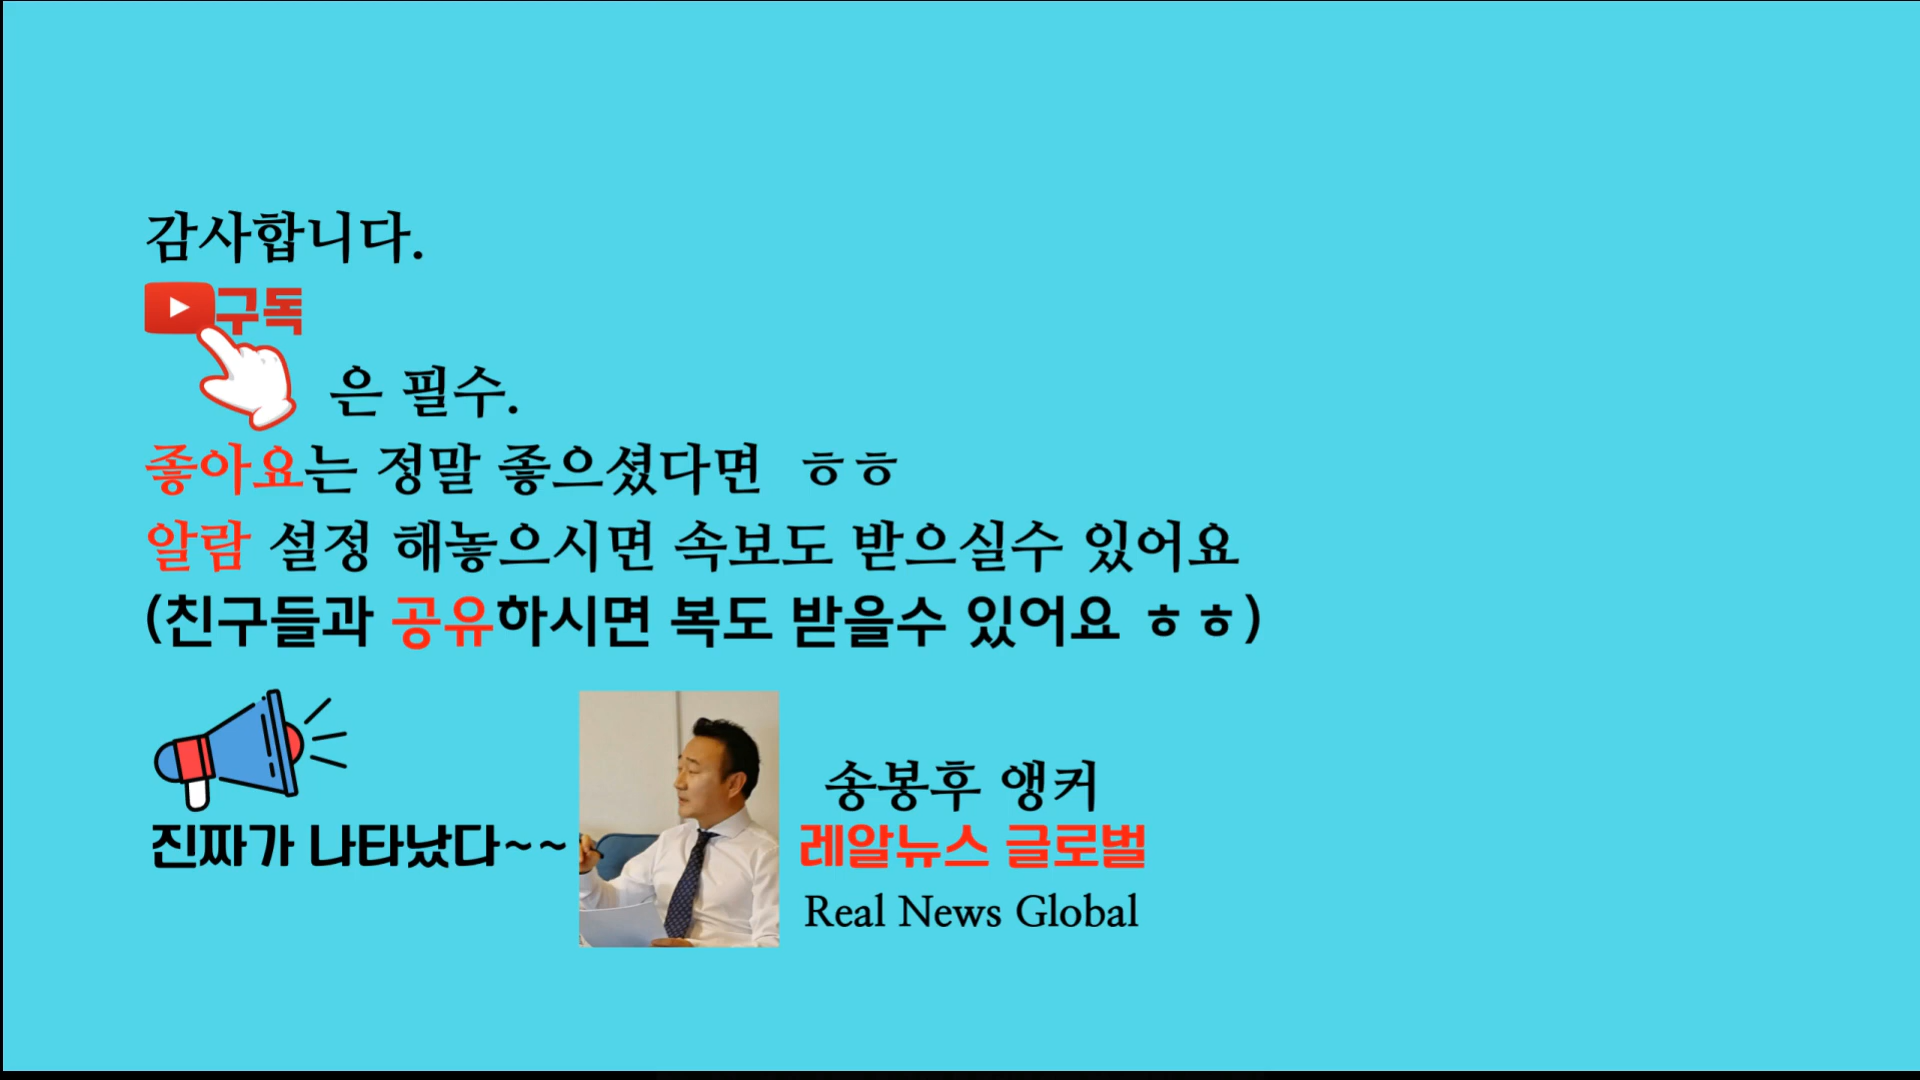 감사합니다.
구독
은 필수.
좋아요는 정말 좋으셨다면 ㅎㅎ
알람 설정 해놓으시면 속보도 받으실수 있어요
(친구들과 공유하시면 복도 받을수 있어요 ㅎㅎ)
진짜가 나타났다~~
송봉후 앵커
레알뉴스 글로벌
Real News Global